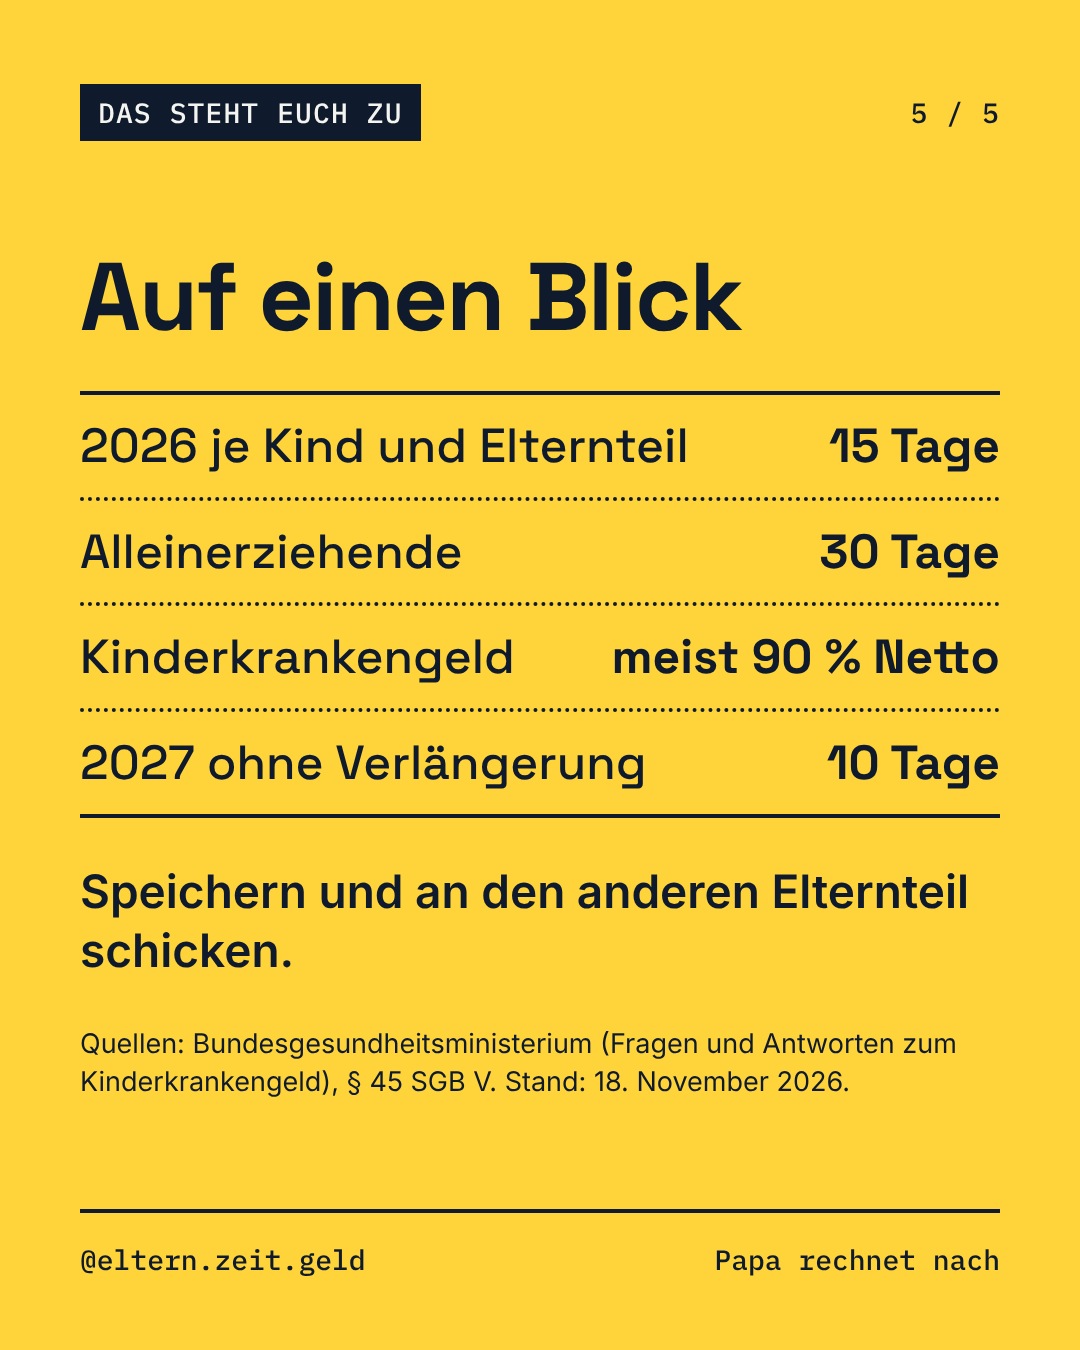 DAS STEHT EUCH ZU
5 / 5
Auf einen Blick
2026 je Kind und Elternteil 15 Tage
Alleinerziehende 30 Tage
Kinderkrankengeld meist 90 % Netto
2027 ohne Verlängerung 10 Tage
Speichern und an den anderen Elternteil
schicken.
Quellen: Bundesgesundheitsministerium (Fragen und Antworten zum
Kinderkrankengeld), § 45 SGB V. Stand: 18. November 2026.
@eltern.zeit.geld
Papa rechnet nach